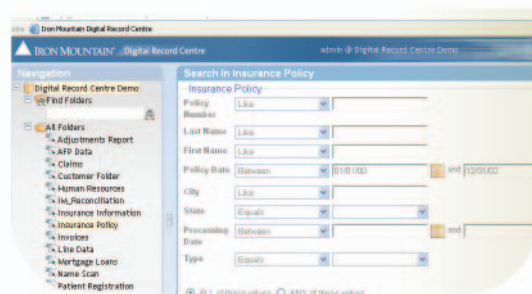 Iron Mountain Digital Record Centre
IRON MOUNTAIN Digital Record Centre admin @ Digital Record Centre Demo
Navigation
Digital Record Centre Demo
Find Folders
All Folders
Adjustments Report
AFP Data
Claims
Customer Folder
Human Resources
IM_Reconciliation
Insurance Information
Insurance Policy
Invoices
Line Data
Mortgage Loans
Name Scan
Patient Registration
Search in Insurance Policy
Insurance Policy
Policy Number Like
Last Name Like
First Name Like
Policy Date Between 01/01/00 and 12/31/02
City Like
State Equals
Processing Date Between and
Type Equals
ALL of these values ANY of these values